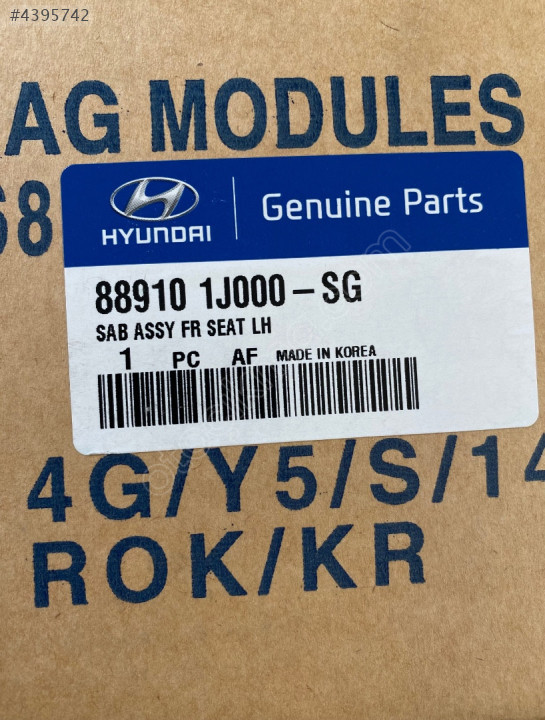 #4395742
AG MODULES
68
HYUNDAI
Genuine Parts
88910 1J000-SG
SAB ASSY FR SEAT LH
1 PC AF MADE IN KOREA
4G/Y5/S/14
ROK/KR